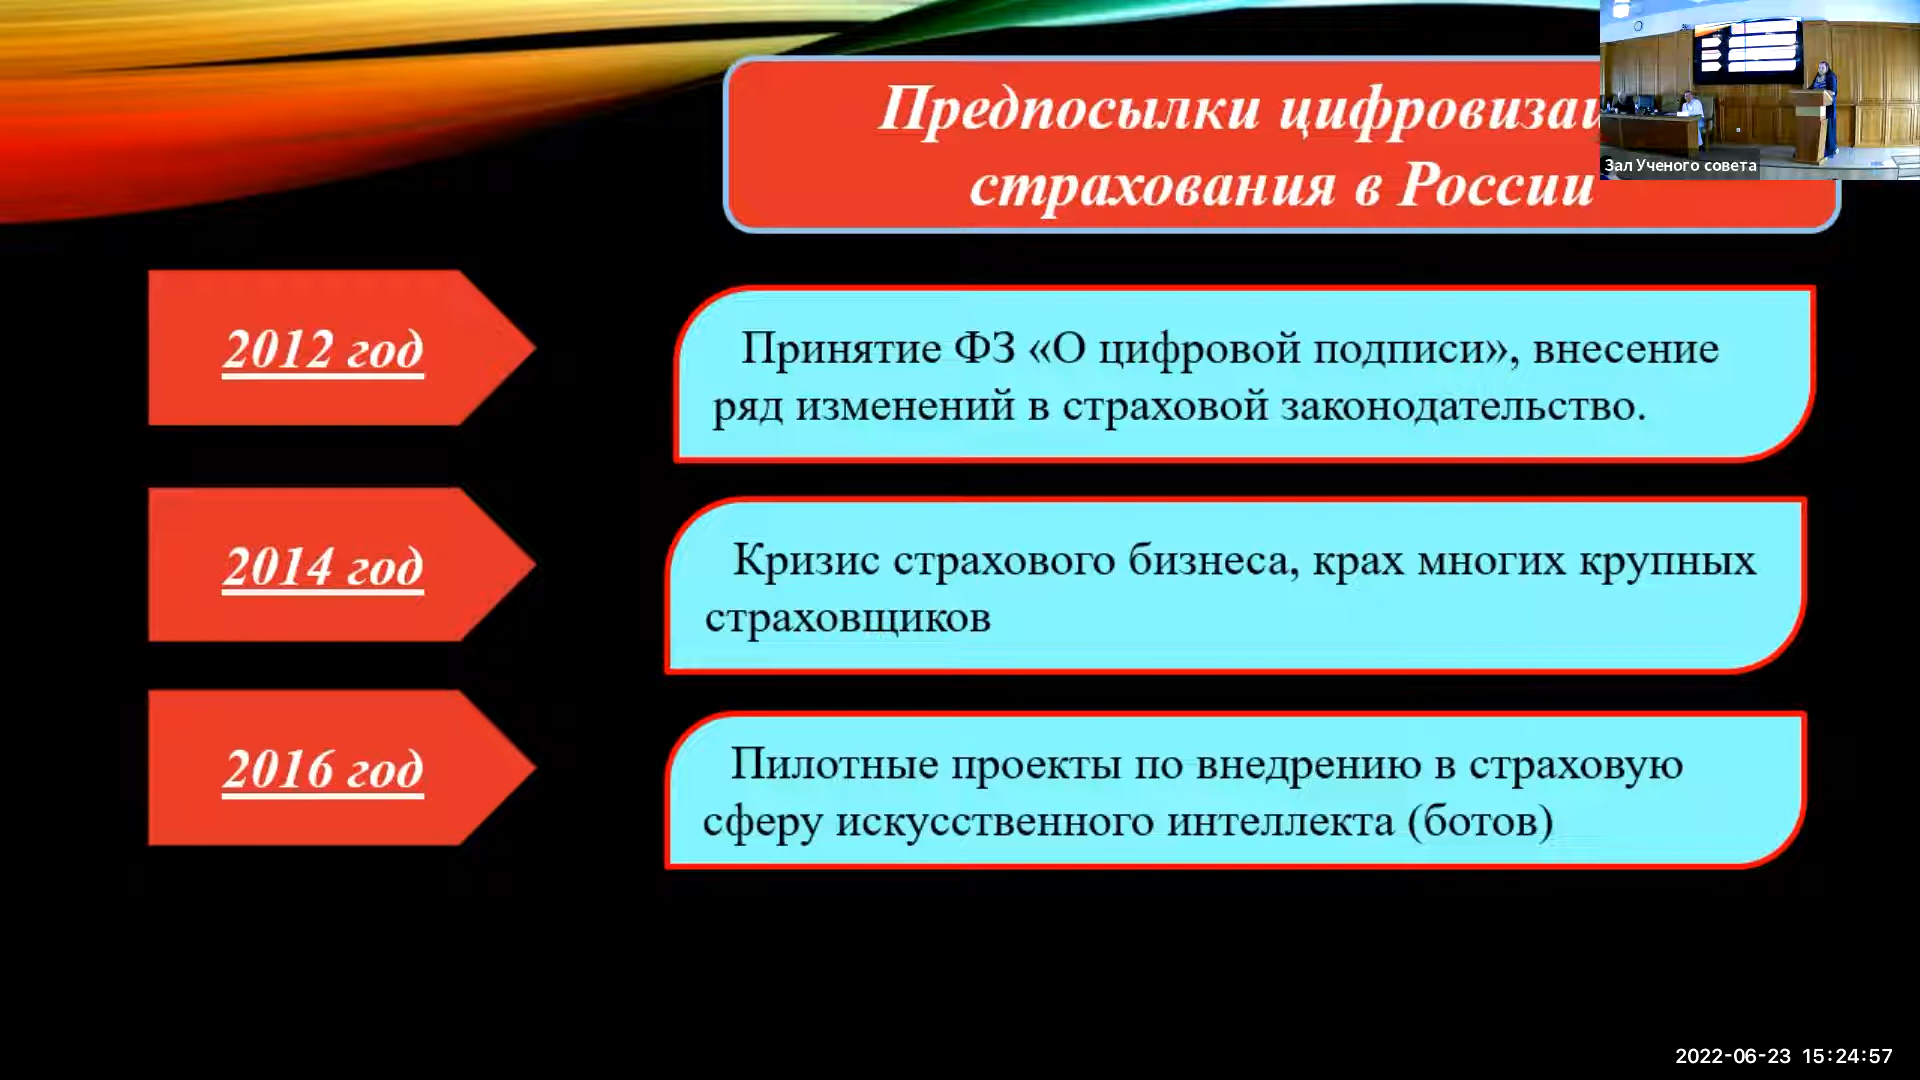 Предпосылки
страхования в России
Зал Ученого совета
2012 год
Принятие ФЗ «О цифровой подписи», внесение
ряд изменений в страховой законодательство.
2014 год
Кризис страхового бизнеса, крах многих крупных
страховщиков
2016 год
Пилотные проекты по внедрению в страховую
сферу искусственного интеллекта (ботов)
2022-06-23 15:24:57